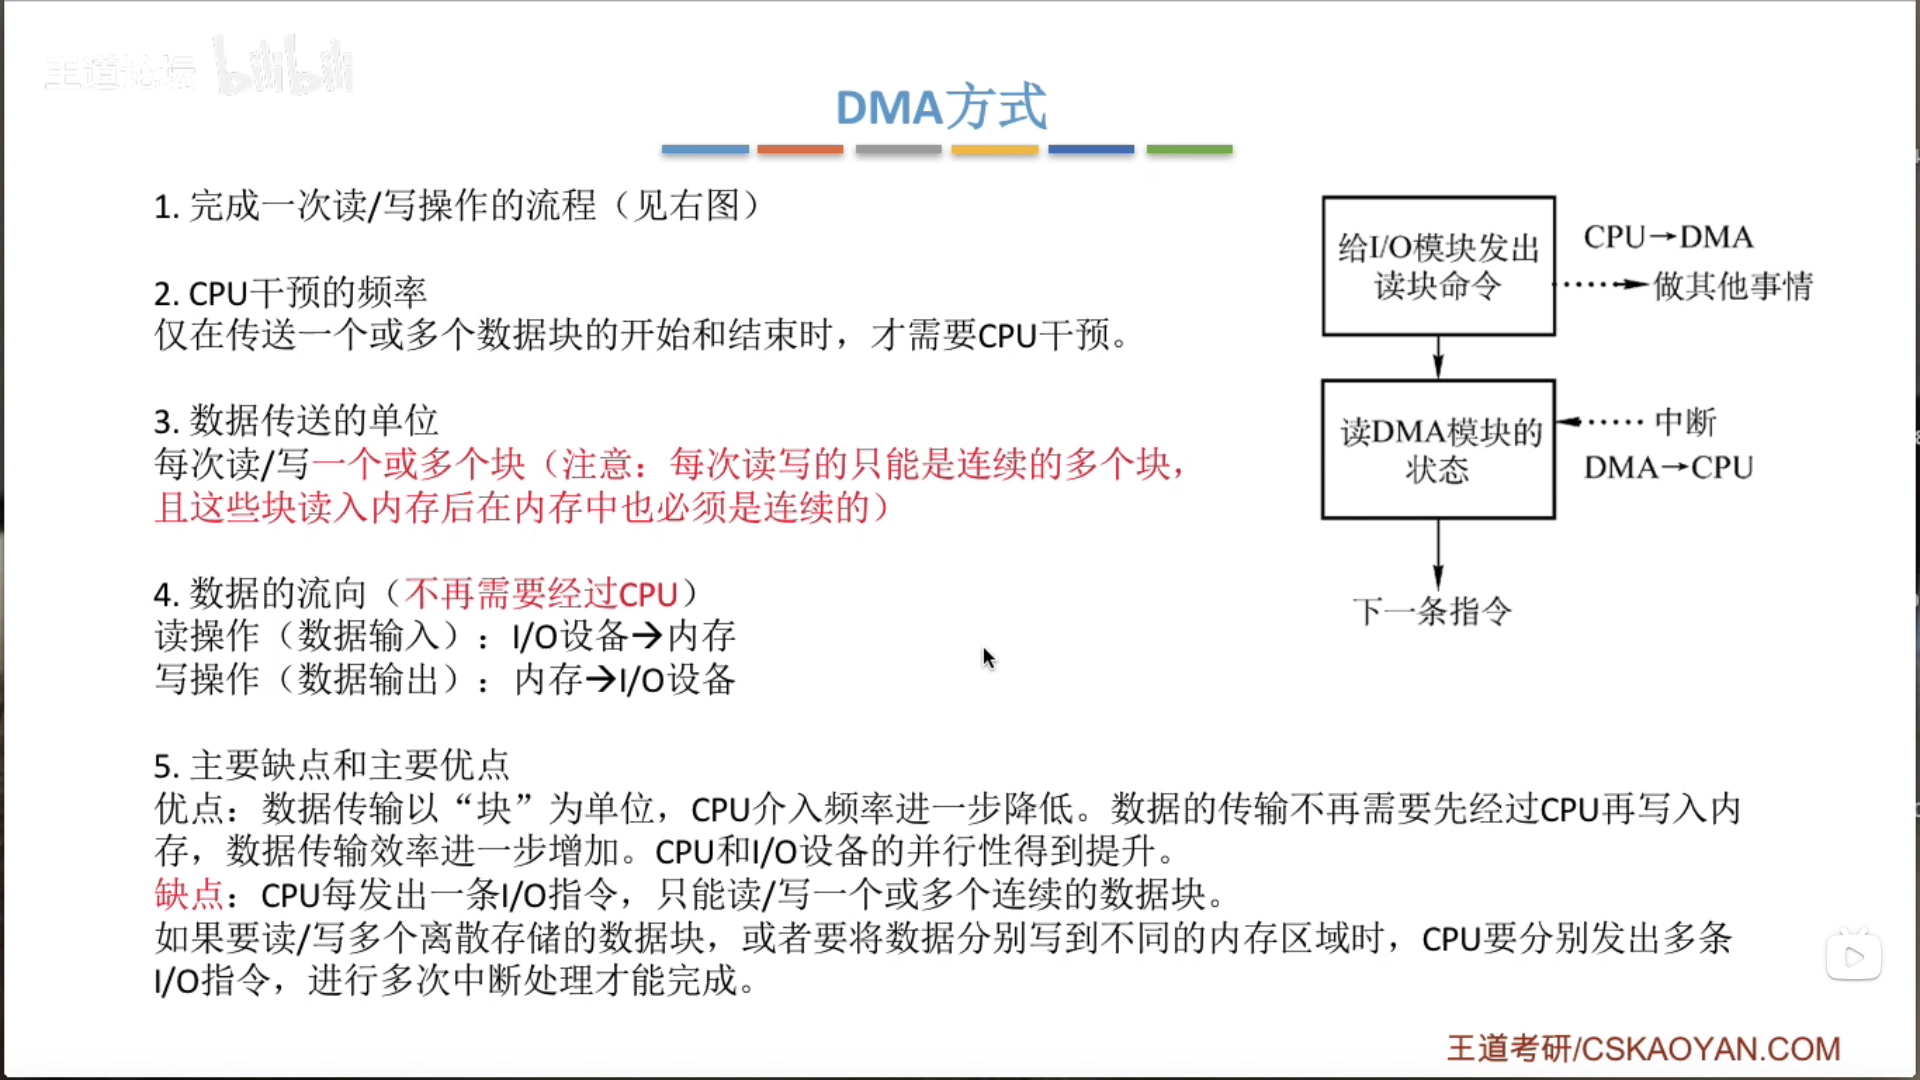 王道论坛 bilibili
DMA方式
1. 完成一次读/写操作的流程（见右图）
2. CPU干预的频率
仅在传送一个或多个数据块的开始和结束时，才需要CPU干预。
3. 数据传送的单位
每次读/写一个或多个块（注意：每次读写的只能是连续的多个块，
且这些块读入内存后在内存中也必须是连续的）
4. 数据的流向（不再需要经过CPU）
读操作（数据输入）：I/O设备→内存
写操作（数据输出）：内存→I/O设备
5. 主要缺点和主要优点
优点：数据传输以“块”为单位，CPU介入频率进一步降低。数据的传输不再需要先经过CPU再写入内
存，数据传输效率进一步增加。CPU和I/O设备的并行性得到提升。
缺点：CPU每发出一条I/O指令，只能读/写一个或多个连续的数据块。
如果要读/写多个离散存储的数据块，或者要将数据分别写到不同的内存区域时，CPU要分别发出多条
I/O指令，进行多次中断处理才能完成。
给I/O模块发出
读块命令
CPU→DMA
做其他事情
读DMA模块的
状态
中断
DMA→CPU
下一条指令
王道考研/CSKAOYAN.COM